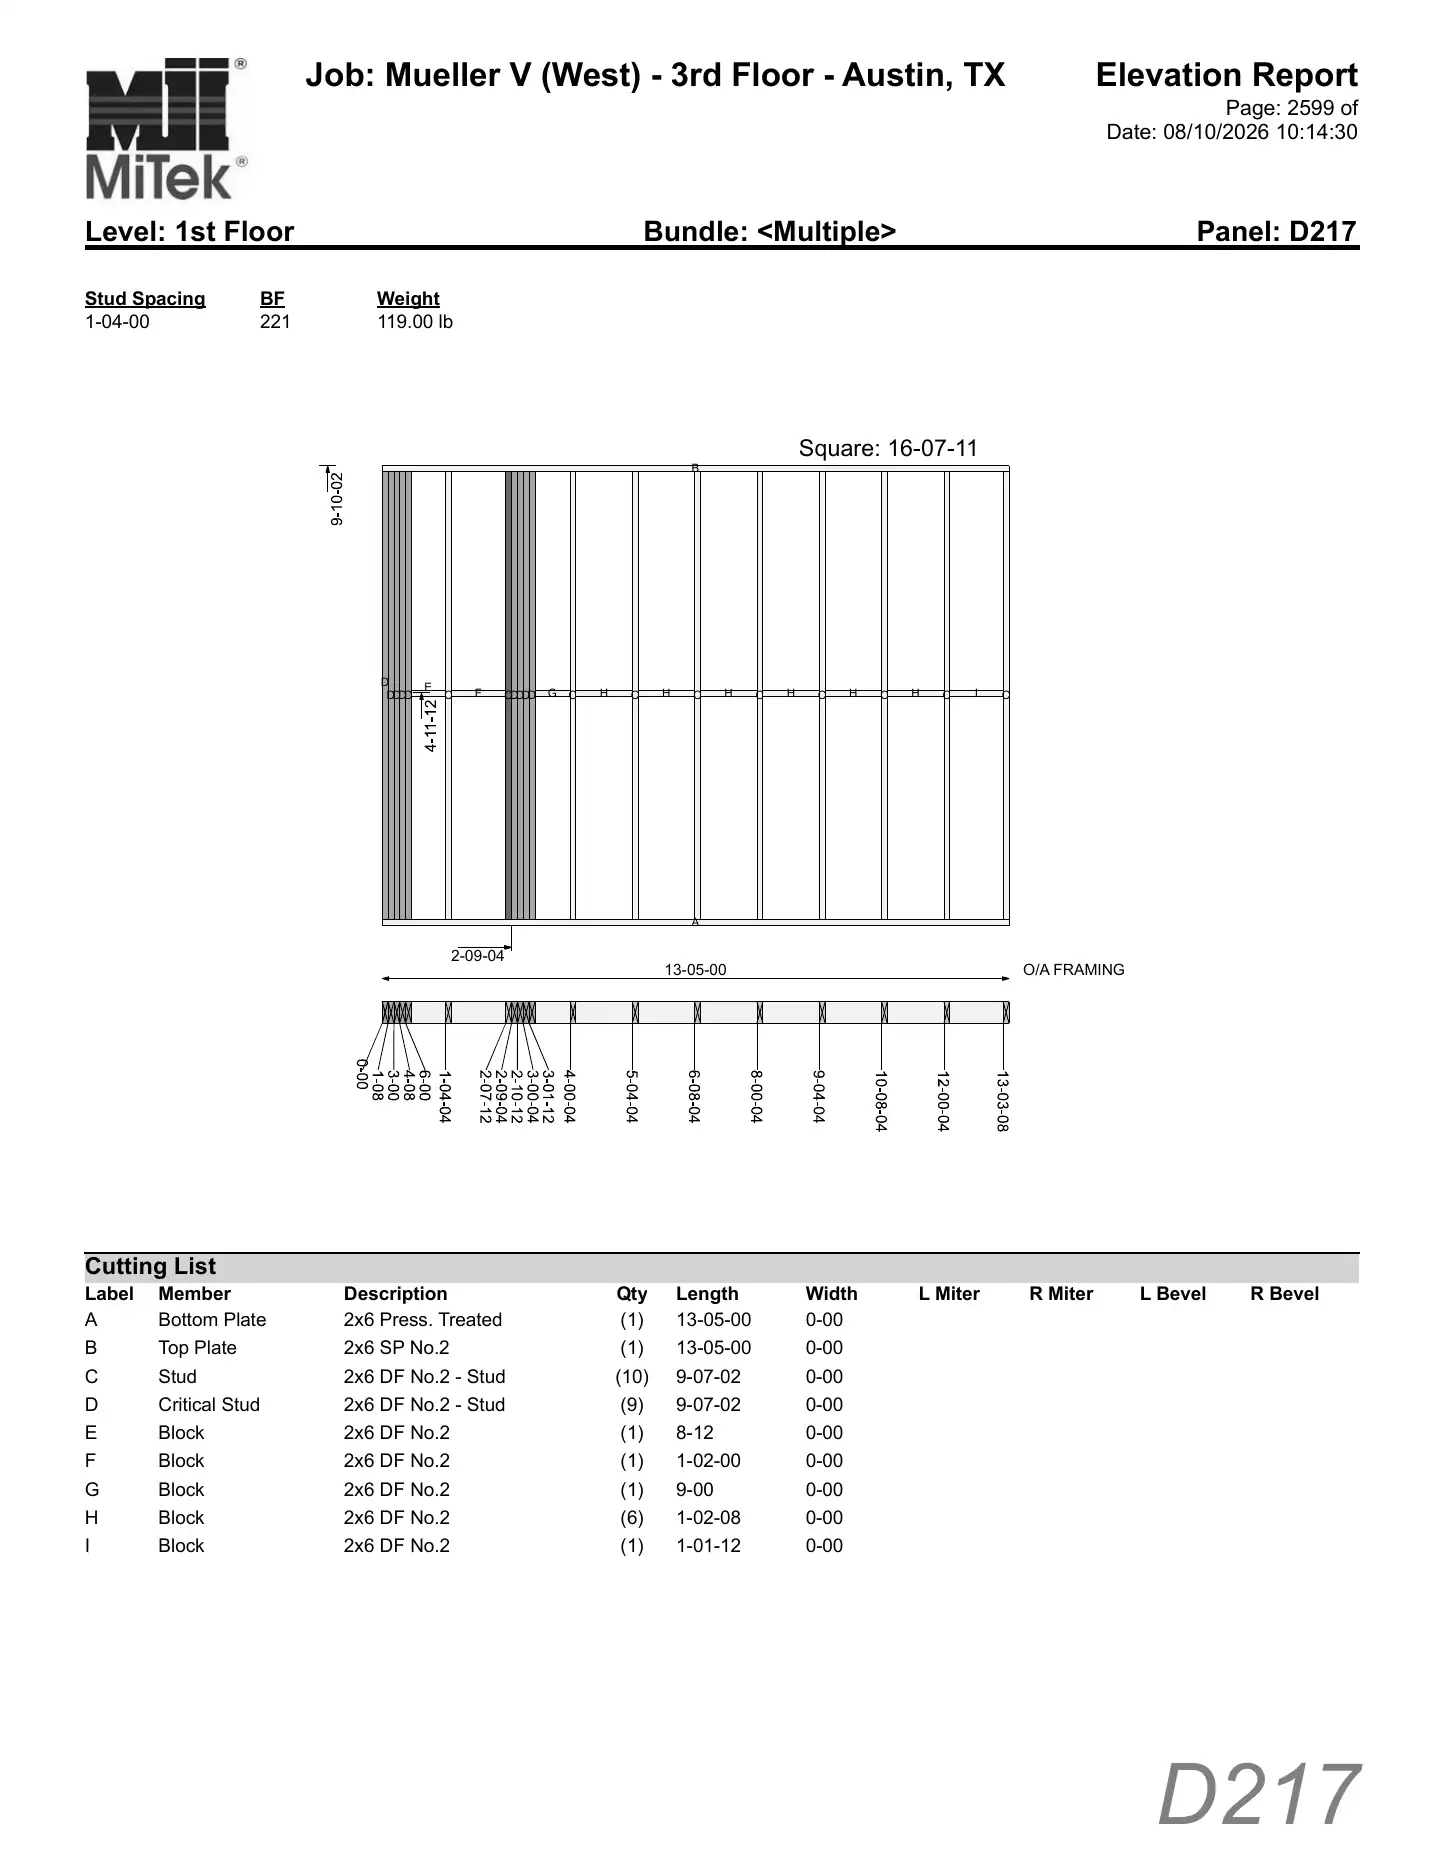 Job: Mueller V (West) - 3rd Floor - Austin, TX
Elevation Report
Page: 2599 of
Date: 08/10/2026 10:14:30
MiTek®
Level: 1st Floor
Bundle: <Multiple>
Panel: D217
Stud Spacing BF Weight
1-04-00 221 119.00 lb
Square: 16-07-11
B
9-10-02
D
E
F G H H H H H H I
4-11-12
A
2-09-04
13-05-00
O/A FRAMING
0-00 1-08 3-00 4-08 6-00 1-04-04 2-07-12 2-09-04 2-10-12 3-00-04 3-01-12 4-00-04 5-04-04 6-08-04 8-00-04 9-04-04 10-08-04 12-00-04 13-03-08
Cutting List
Label Member Description Qty Length Width L Miter R Miter L Bevel R Bevel
A Bottom Plate 2x6 Press. Treated (1) 13-05-00 0-00
B Top Plate 2x6 SP No.2 (1) 13-05-00 0-00
C Stud 2x6 DF No.2 - Stud (10) 9-07-02 0-00
D Critical Stud 2x6 DF No.2 - Stud (9) 9-07-02 0-00
E Block 2x6 DF No.2 (1) 8-12 0-00
F Block 2x6 DF No.2 (1) 1-02-00 0-00
G Block 2x6 DF No.2 (1) 9-00 0-00
H Block 2x6 DF No.2 (6) 1-02-08 0-00
I Block 2x6 DF No.2 (1) 1-01-12 0-00
D217